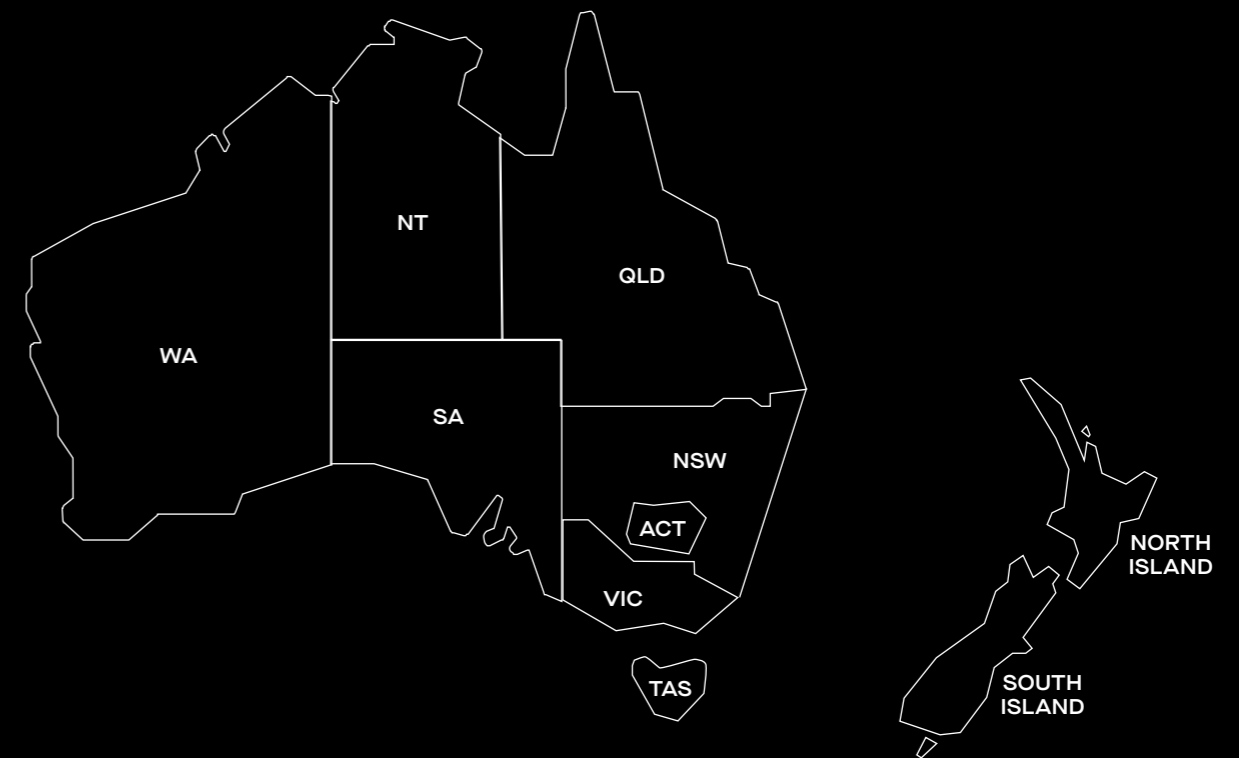 NT
QLD
WA
SA
NSW
ACT
NORTH
ISLAND
VIC
SOUTH
ISLAND
TAS